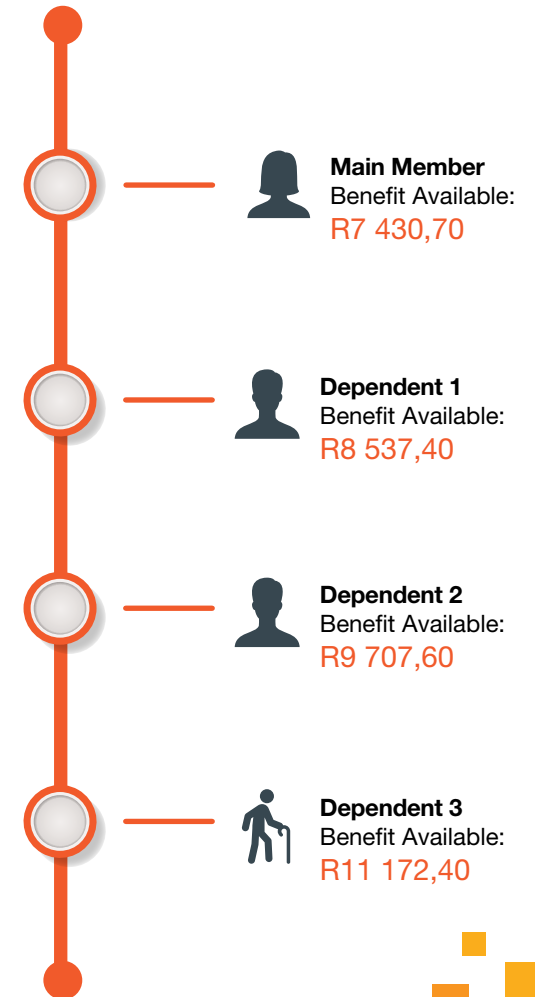 Main Member
Benefit Available:
R7 430,70
Dependent 1
Benefit Available:
R8 537,40
Dependent 2
Benefit Available:
R9 707,60
Dependent 3
Benefit Available:
R11 172,40